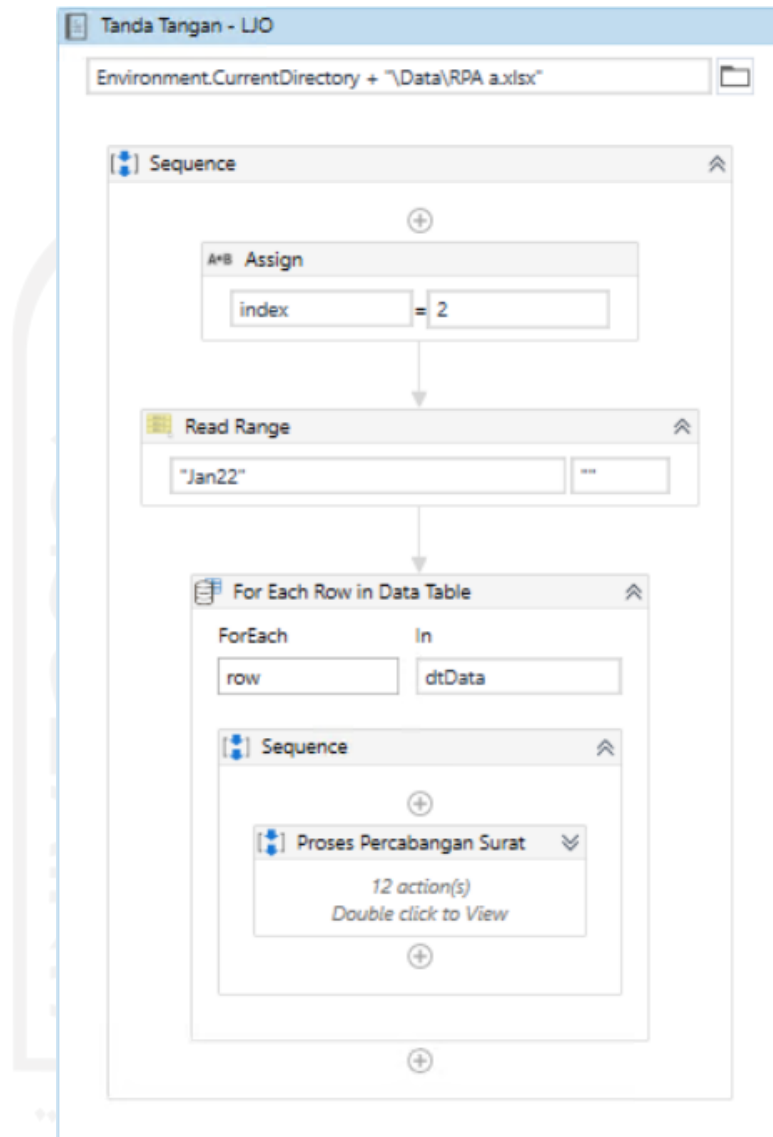 Tanda Tangan - LJO
Environment.CurrentDirectory + "\Data\RPA a.xlsx"
Sequence
A*B Assign
index = 2
Read Range
"Jan22" ""
For Each Row in Data Table
ForEach In
row dtData
Sequence
Proses Percabangan Surat
12 action(s)
Double click to View